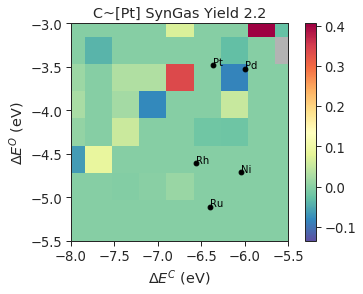 C~[Pt] SynGas Yield 2.2
−3.0
−3.5
−4.0
−4.5
−5.0
−5.5
ΔE^O (eV)
Pt
Pd
Rh
Ni
Ru
−8.0 −7.5 −7.0 −6.5 −6.0 −5.5
ΔE^C (eV)
0.4
0.3
0.2
0.1
0.0
−0.1